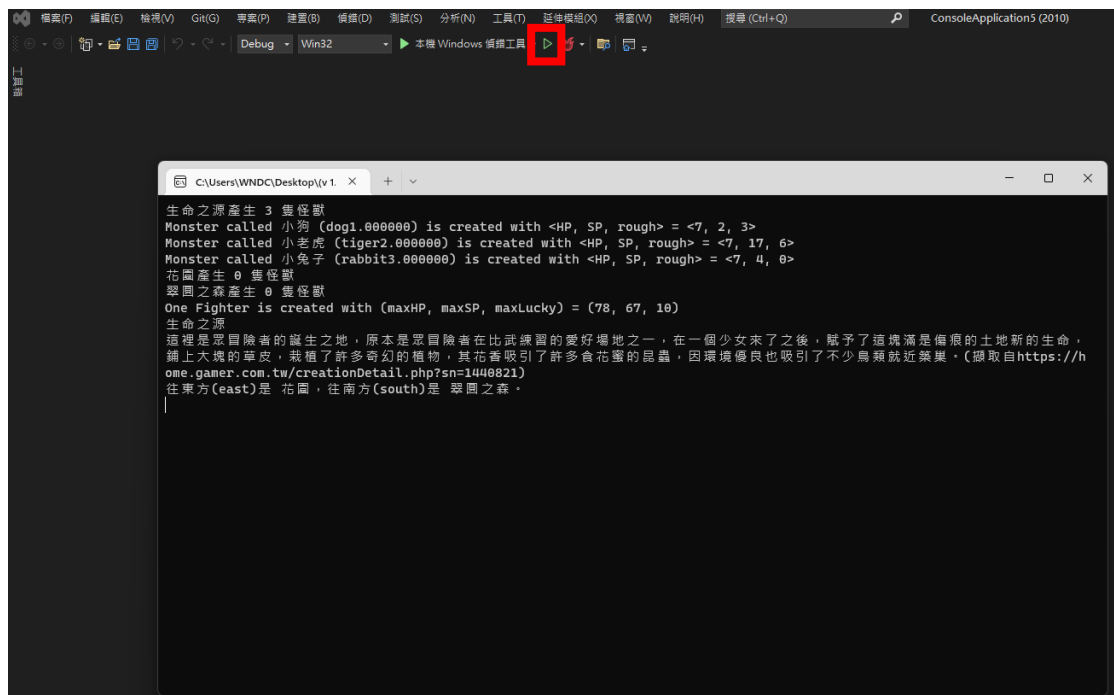 檔案(F) 編輯(E) 檢視(V) Git(G) 專案(P) 建置(B) 偵錯(D) 測試(S) 分析(N) 工具(T) 延伸模組(X) 視窗(W) 說明(H) 搜尋 (Ctrl+Q) ConsoleApplication5 (2010)
Debug Win32 本機 Windows 偵錯工具
工具箱
C:\Users\WNDC\Desktop\(v 1.
生命之源產生 3 隻怪獸
Monster called 小狗 (dog1.000000) is created with <HP, SP, rough> = <7, 2, 3>
Monster called 小老虎 (tiger2.000000) is created with <HP, SP, rough> = <7, 17, 6>
Monster called 小兔子 (rabbit3.000000) is created with <HP, SP, rough> = <7, 4, 0>
花園產生 0 隻怪獸
翠圓之森產生 0 隻怪獸
One Fighter is created with (maxHP, maxSP, maxLucky) = (78, 67, 10)
生命之源
這裡是眾冒險者的誕生之地，原本是眾冒險者在比武練習的愛好場地之一，在一個少女來了之後，賦予了這塊滿是傷痕的土地新的生命，
鋪上大塊的草皮，栽植了許多奇幻的植物，其花香吸引了許多食花蜜的昆蟲，因環境優良也吸引了不少鳥類就近築巢。(擷取自https://h
ome.gamer.com.tw/creationDetail.php?sn=1440821)
往東方(east)是 花園，往南方(south)是 翠圓之森。